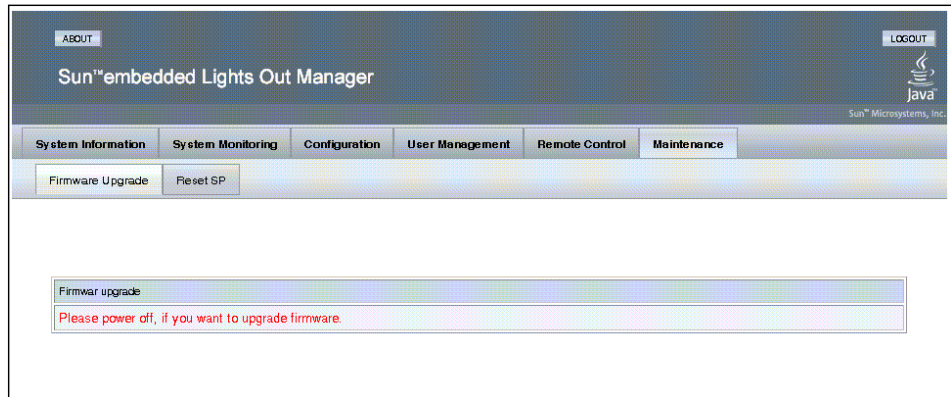 ABOUT
LOGOUT
Sun™embedded Lights Out Manager
Java™
Sun™ Microsystems, Inc.
System Information System Monitoring Configuration User Management Remote Control Maintenance
Firmware Upgrade Reset SP
Firmwar upgrade
Please power off, if you want to upgrade firmware.